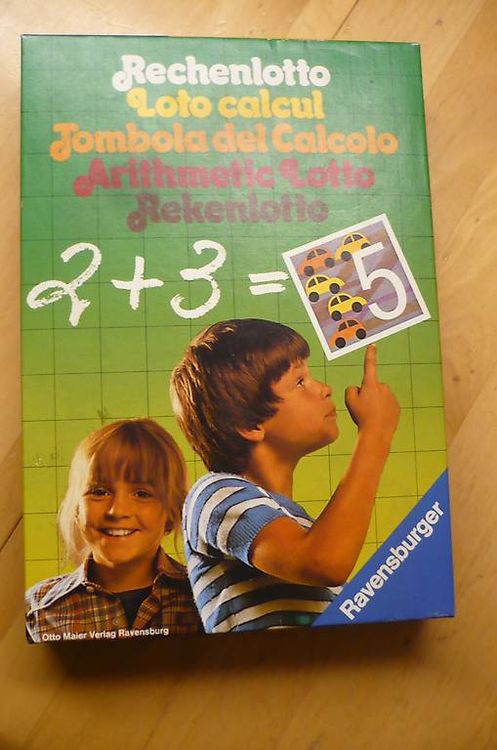 Rechenlotto
Loto calcul
Tombola del Calcolo
Arithmetic Lotto
Rekenlotto
2+3=
5
Ravensburger
Otto Maier Verlag Ravensburg